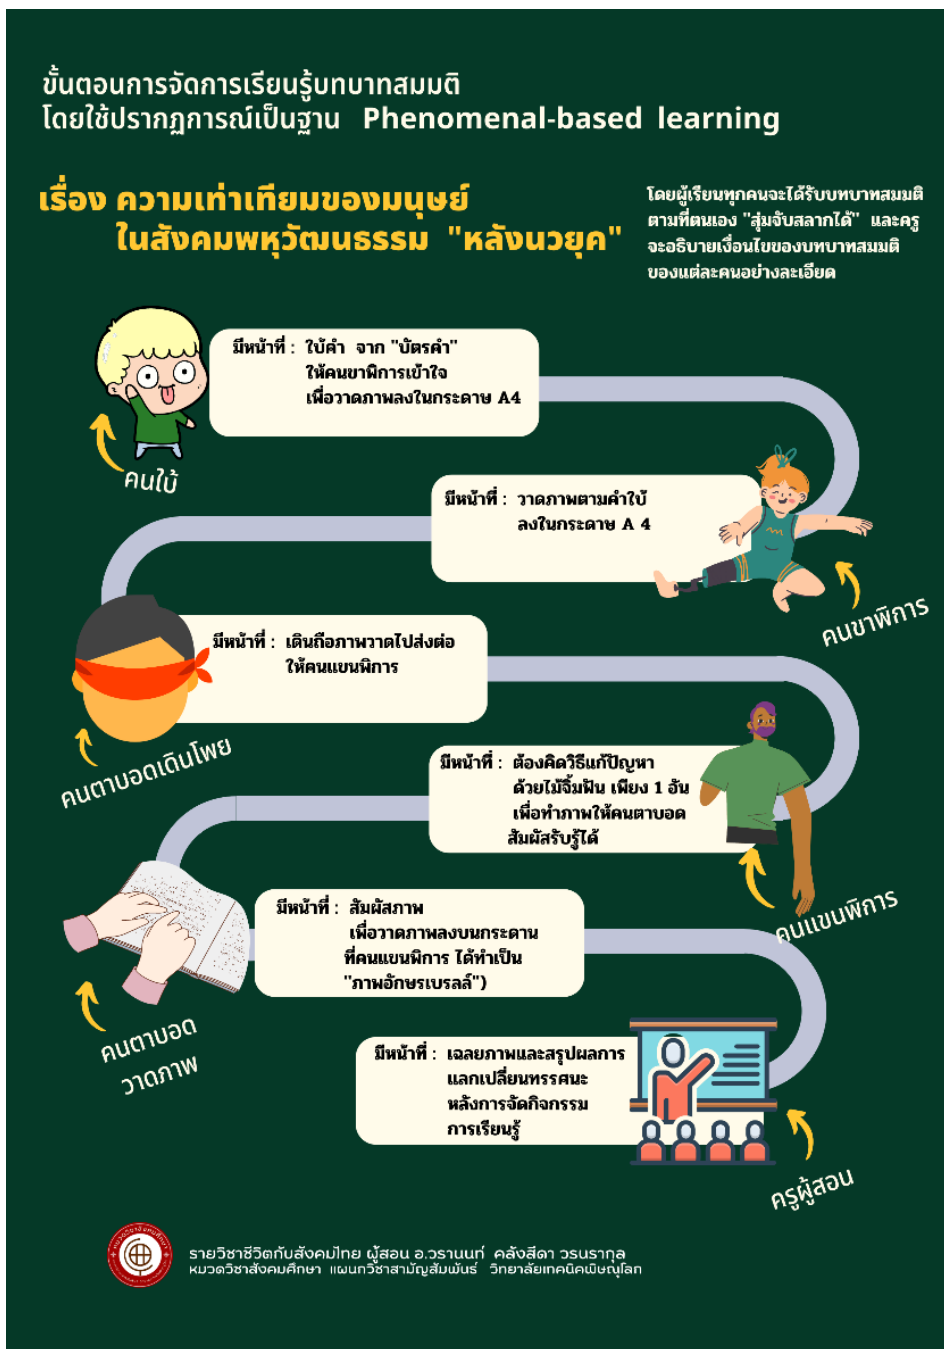 ขั้นตอนการจัดการเรียนรู้บทบาทสมมติ
โดยใช้ปรากฏการณ์เป็นฐาน Phenomenal-based learning
เรื่อง ความเท่าเทียมของมนุษย์
ในสังคมพหุวัฒนธรรม "หลังนวยุค"
โดยผู้เรียนทุกคนจะได้รับบทบาทสมมติ
ตามที่ตนเอง "สุ่มจับสลากได้" และครู
จะอธิบายเงื่อนไขของบทบาทสมมติ
ของแต่ละคนอย่างละเอียด
มีหน้าที่ : ใบ้คำ จาก "บัตรคำ"
ให้คนขาพิการเข้าใจ
เพื่อวาดภาพลงในกระดาษ A4
คนใบ้
มีหน้าที่ : วาดภาพตามคำใบ้
ลงในกระดาษ A 4
คนขาพิการ
มีหน้าที่ : เดินถือภาพวาดไปส่งต่อ
ให้คนแขนพิการ
คนตาบอดเดินโพย
มีหน้าที่ : ต้องคิดวิธีแก้ปัญหา
ด้วยไม้จิ้มฟัน เพียง 1 อัน
เพื่อทำภาพให้คนตาบอด
สัมผัสรับรู้ได้
คนแขนพิการ
มีหน้าที่ : สัมผัสภาพ
เพื่อวาดภาพลงบนกระดาน
ที่คนแขนพิการ ได้ทำเป็น
"ภาพอักษรเบรลล์")
คนตาบอด
วาดภาพ
มีหน้าที่ : เฉลยภาพและสรุปผลการ
แลกเปลี่ยนทรรศนะ
หลังการจัดกิจกรรม
การเรียนรู้
ครูผู้สอน
รายวิชาชีวิตกับสังคมไทย ผู้สอน อ.วรานนท์ คลังสีดา วรนรากุล
หมวดวิชาสังคมศึกษา แผนกวิชาสามัญสัมพันธ์ วิทยาลัยเทคนิคพิษณุโลก